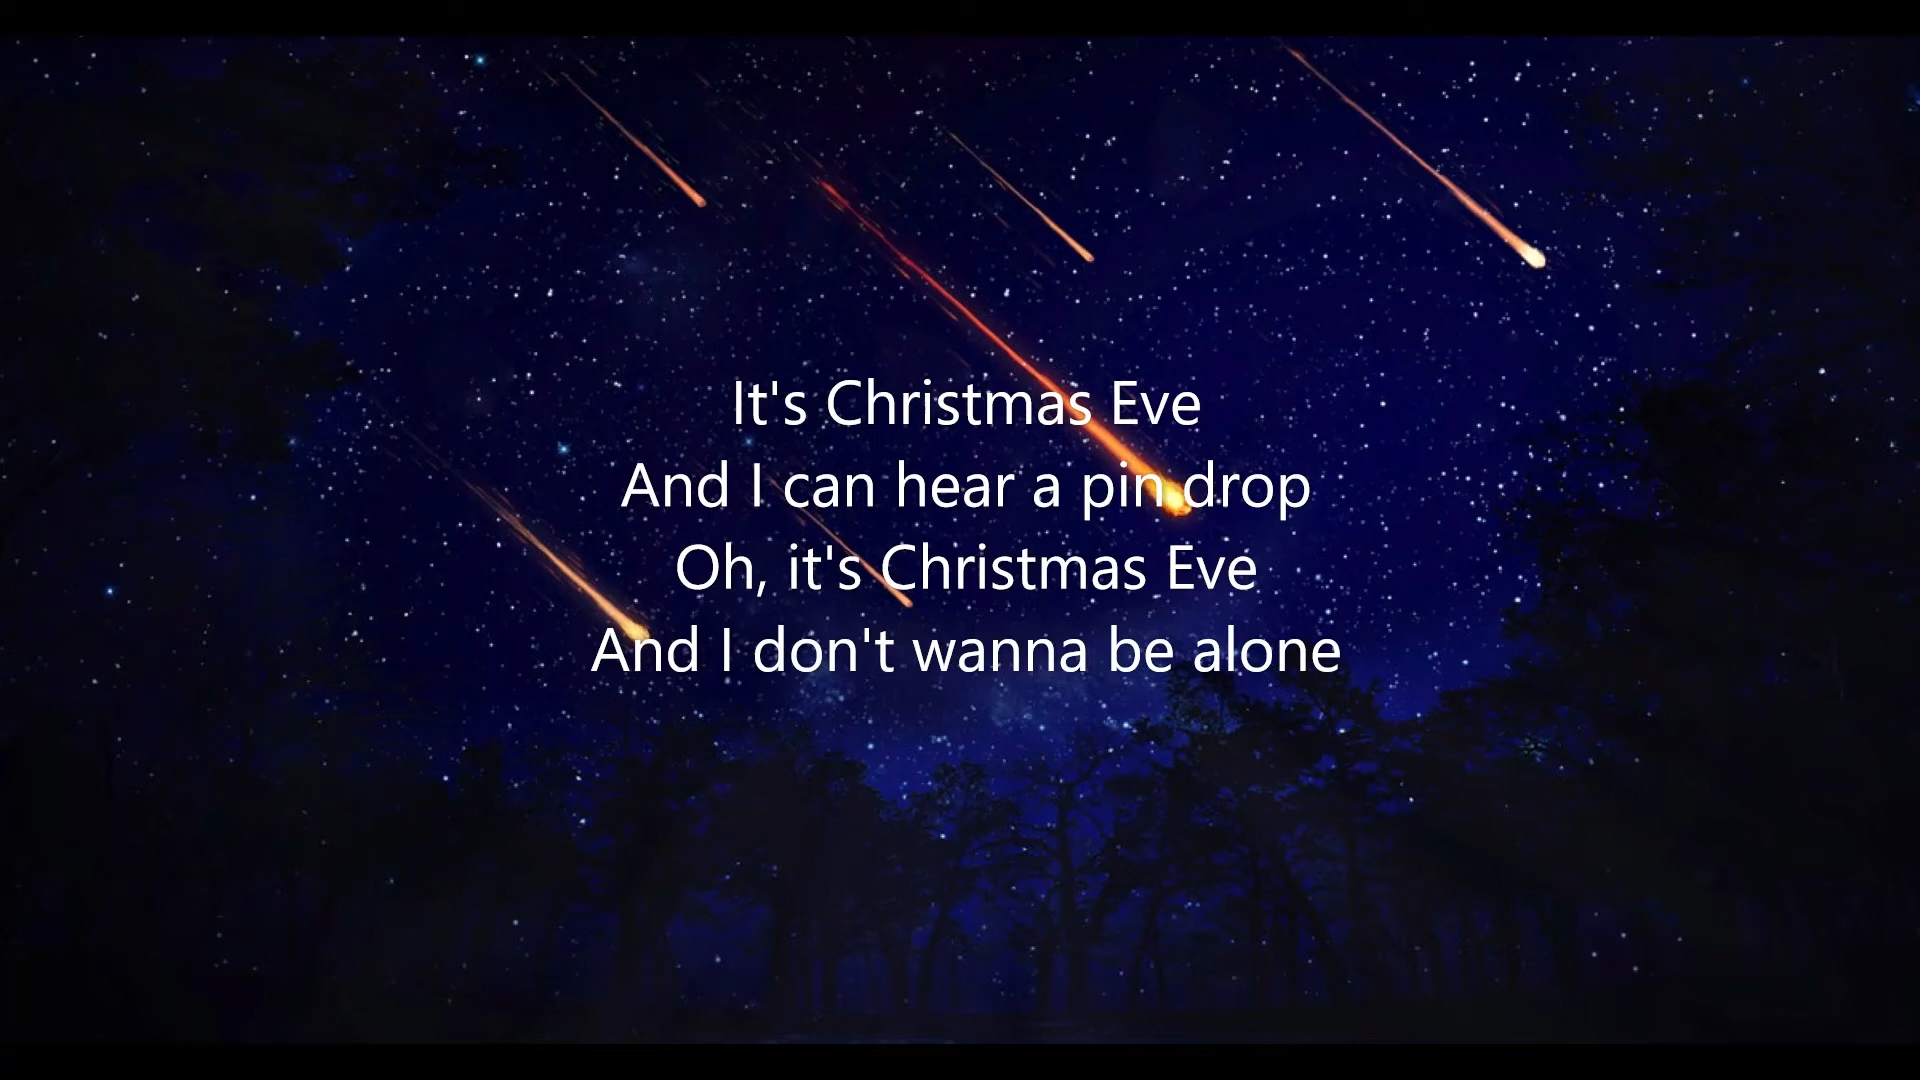 It's Christmas Eve
And I can hear a pin drop
Oh, it's Christmas Eve
And I don't wanna be alone